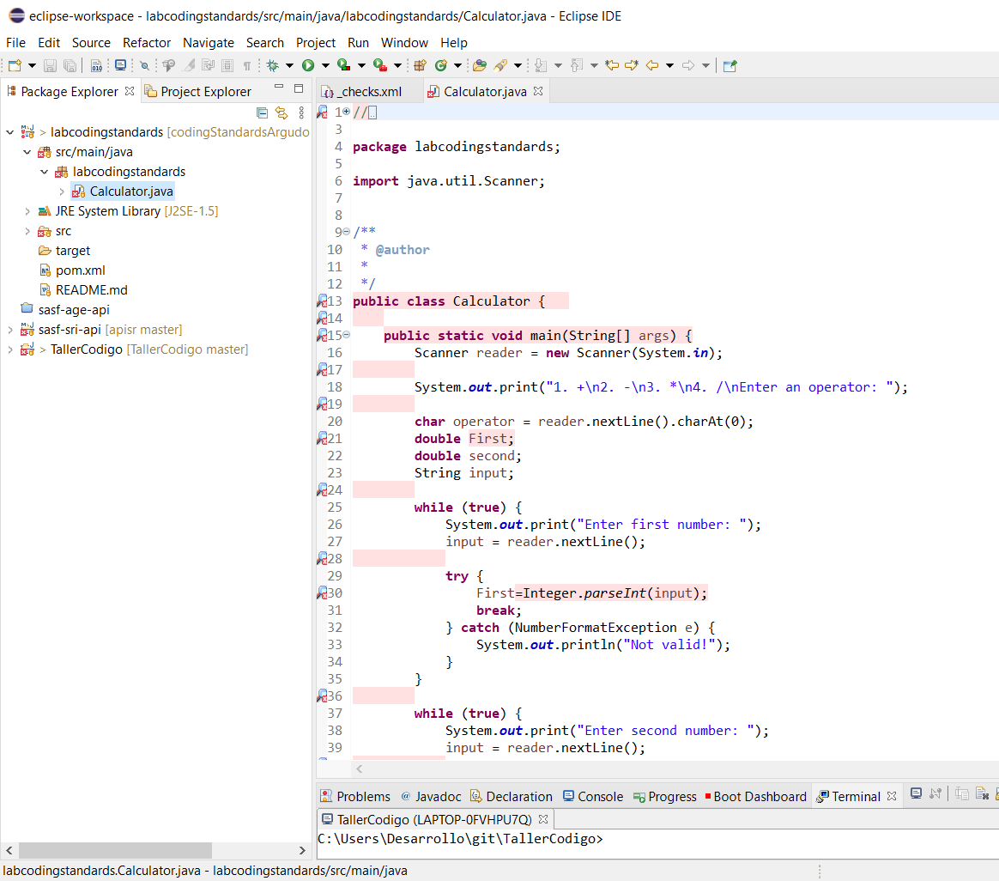 eclipse-workspace - labcodingstandards/src/main/java/labcodingstandards/Calculator.java - Eclipse IDE
File Edit Source Refactor Navigate Search Project Run Window Help
Package Explorer Project Explorer
labcodingstandards [codingStandardsArgudo
src/main/java
labcodingstandards
Calculator.java
JRE System Library [J2SE-1.5]
src
target
pom.xml
README.md
sasf-age-api
sasf-sri-api [apisr master]
> TallerCodigo [TallerCodigo master]
_checks.xml Calculator.java
1 //
3
4 package labcodingstandards;
5
6 import java.util.Scanner;
7
8
9 /**
10 * @author
11 *
12 */
13 public class Calculator {
14
15 public static void main(String[] args) {
16 Scanner reader = new Scanner(System.in);
17
18 System.out.print("1. +\n2. -\n3. *\n4. /\nEnter an operator: ");
19
20 char operator = reader.nextLine().charAt(0);
21 double First;
22 double second;
23 String input;
24
25 while (true) {
26 System.out.print("Enter first number: ");
27 input = reader.nextLine();
28
29 try {
30 First=Integer.parseInt(input);
31 break;
32 } catch (NumberFormatException e) {
33 System.out.println("Not valid!");
34 }
35 }
36
37 while (true) {
38 System.out.print("Enter second number: ");
39 input = reader.nextLine();
Problems @ Javadoc Declaration Console Progress Boot Dashboard Terminal
TallerCodigo (LAPTOP-0FVHPU7Q)
C:\Users\Desarrollo\git\TallerCodigo>
labcodingstandards.Calculator.java - labcodingstandards/src/main/java